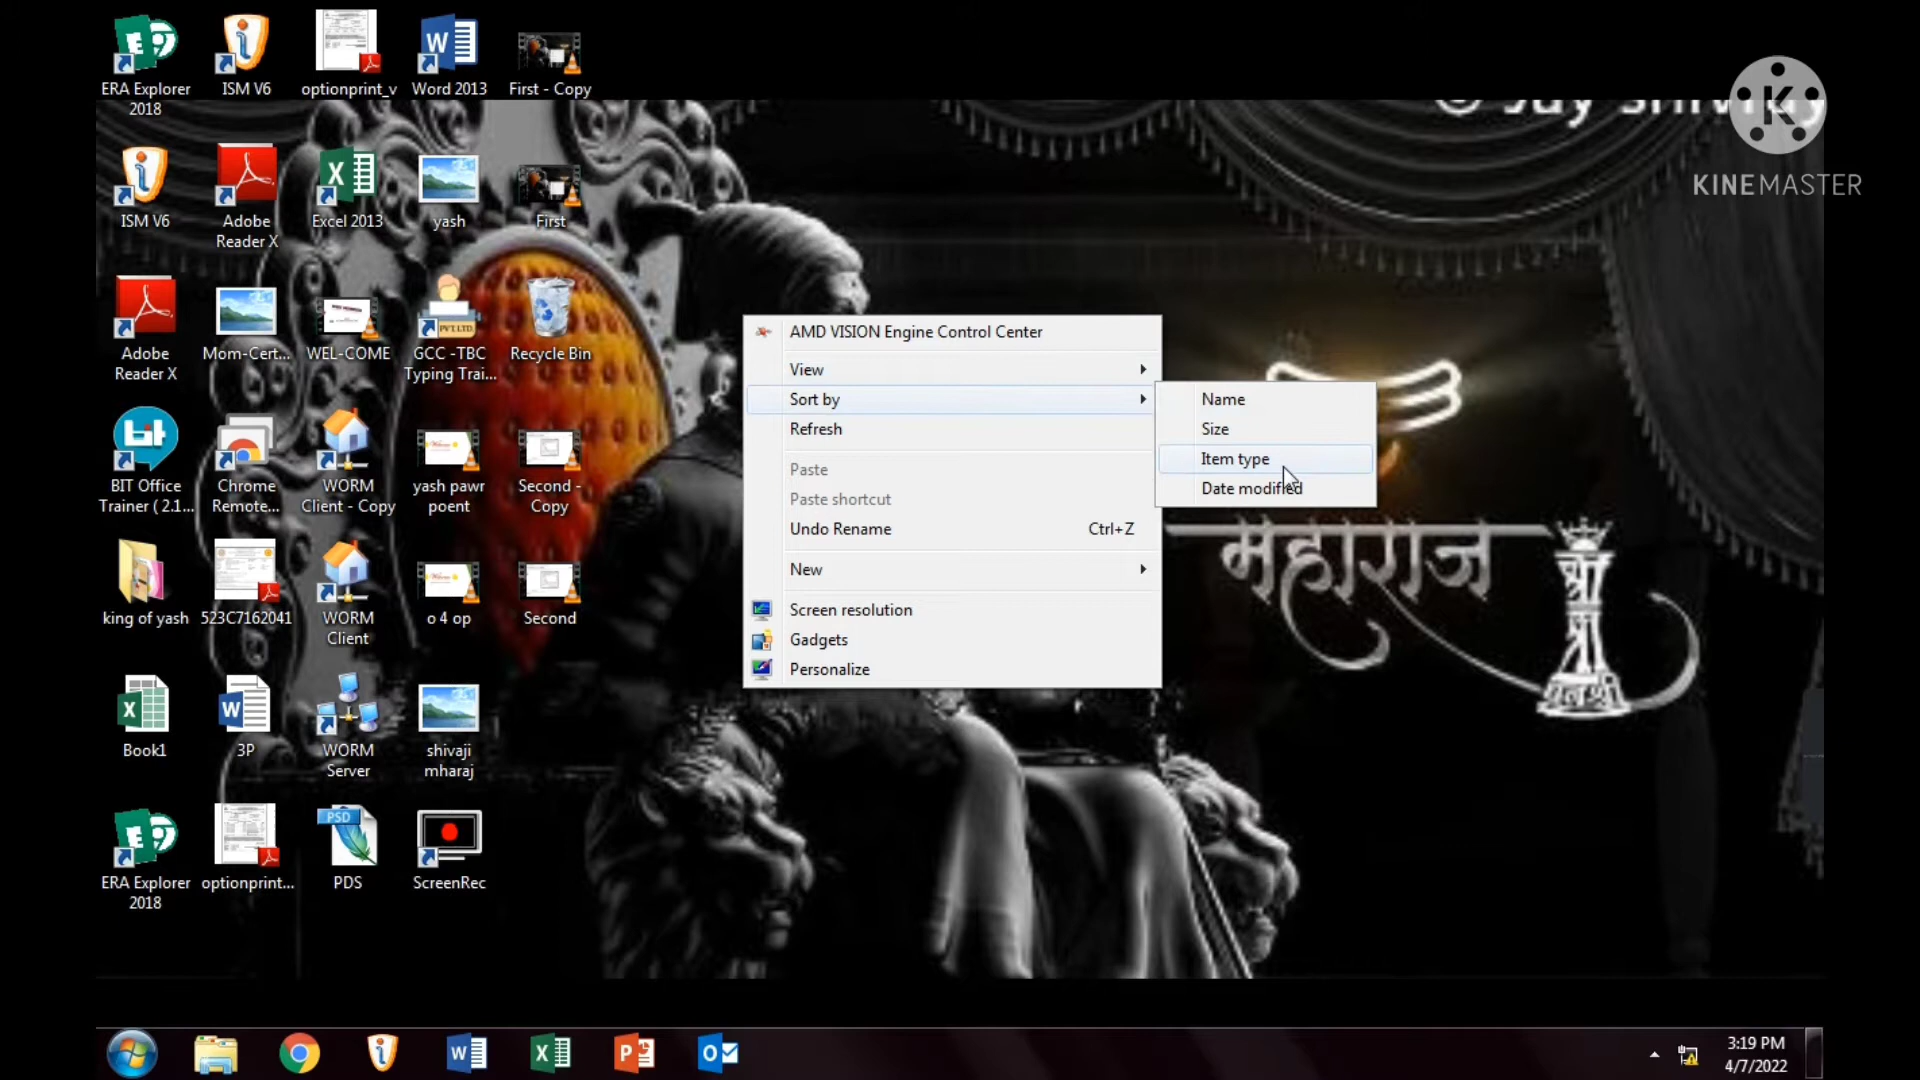 ERA Explorer
2018
ISM V6
optionprint_v
Word 2013
First - Copy
KINEMASTER
ISM V6
Adobe
Reader X
Excel 2013
yash
First
Adobe
Reader X
Mom-Cert...
WEL-COME
PVT.LTD.
GCC -TBC
Typing Trai...
Recycle Bin
BIT Office
Trainer ( 2.1...
Chrome
Remote...
WORM
Client - Copy
yash pawr
poent
Second -
Copy
king of yash
523C7162041
WORM
Client
o 4 op
Second
Book1
3P
WORM
Server
shivaji
mharaj
ERA Explorer
2018
optionprint...
PSD
PDS
ScreenRec
AMD VISION Engine Control Center
View
Sort by
Refresh
Paste
Paste shortcut
Undo Rename Ctrl+Z
New
Screen resolution
Gadgets
Personalize
Name
Size
Item type
Date modified
महाराज
श्री
श्री
3:19 PM
4/7/2022